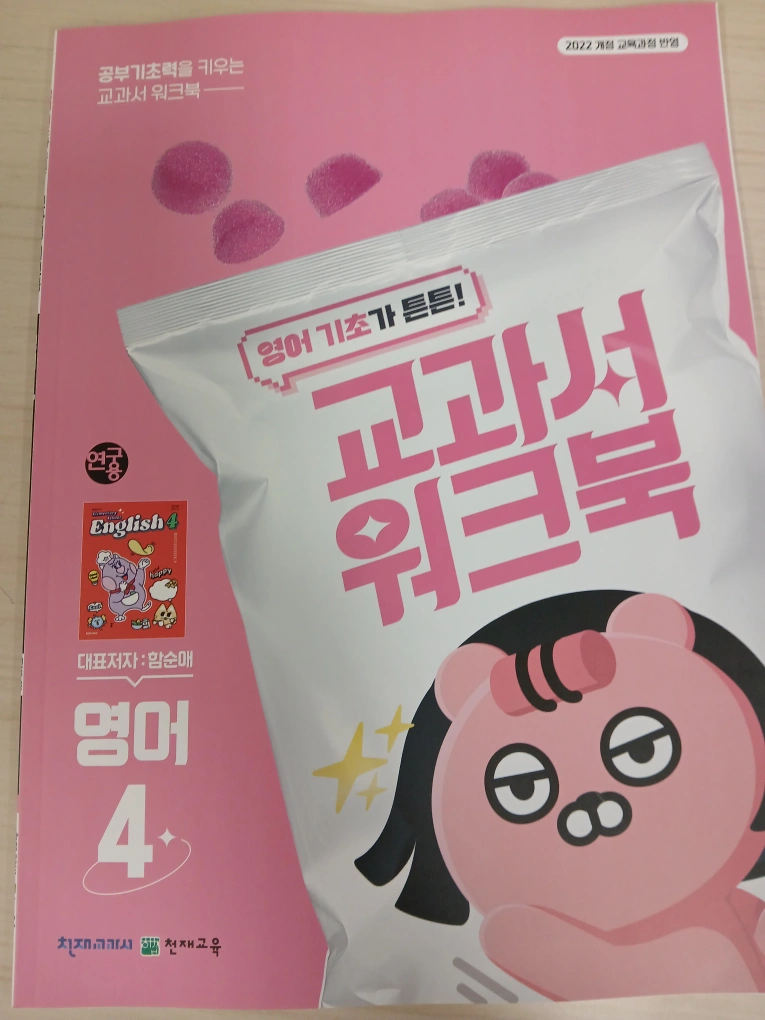 2022 개정 교육과정 반영
공부기초력을 키우는
교과서 워크북
영어 기초가 튼튼!
교과서
워크북
연구용
English 4
happy
대표저자 : 함순애
영어
4
천재교과서 천재교육